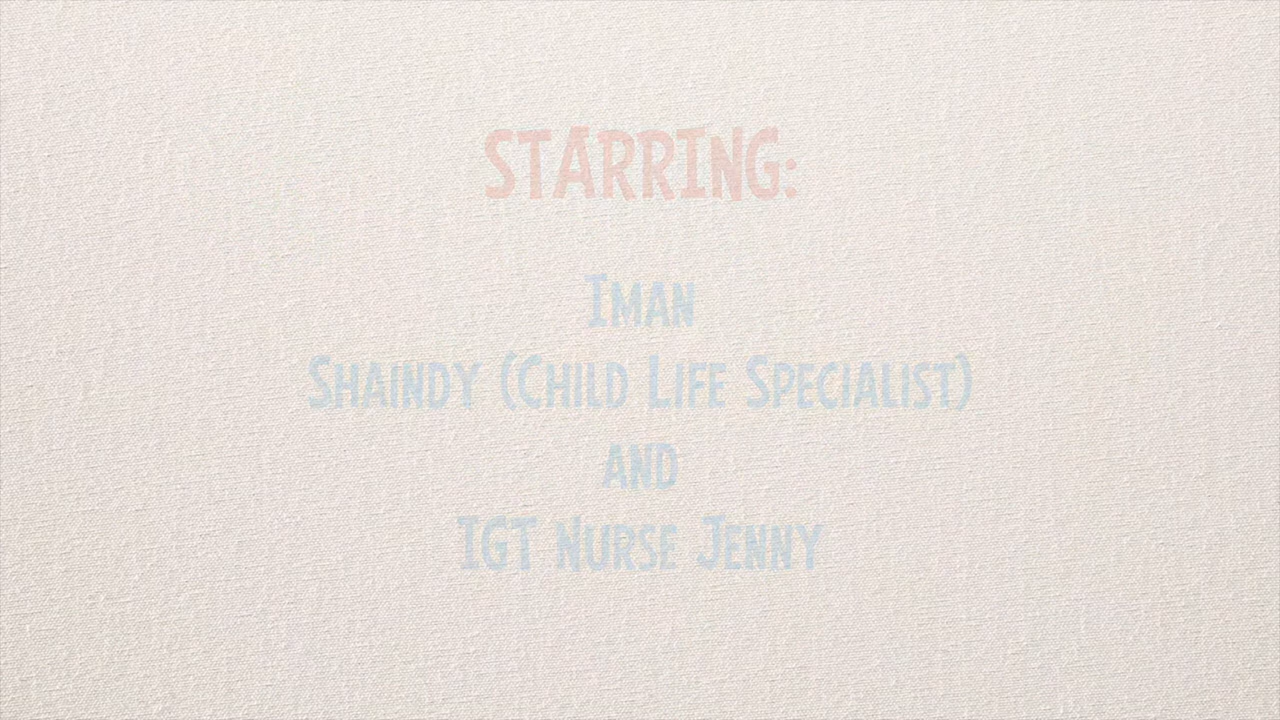 STARRING:
Iman
Shaindy (Child Life Specialist)
and
IGT Nurse Jenny